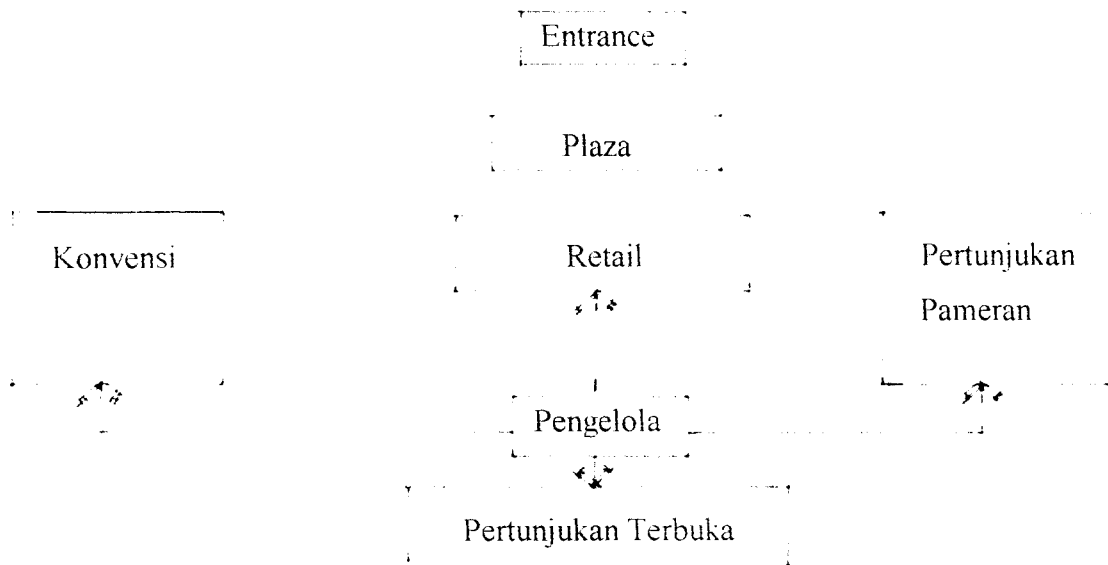 Entrance
Plaza
Konvensi
Retail
Pertunjukan
Pameran
Pengelola
Pertunjukan Terbuka